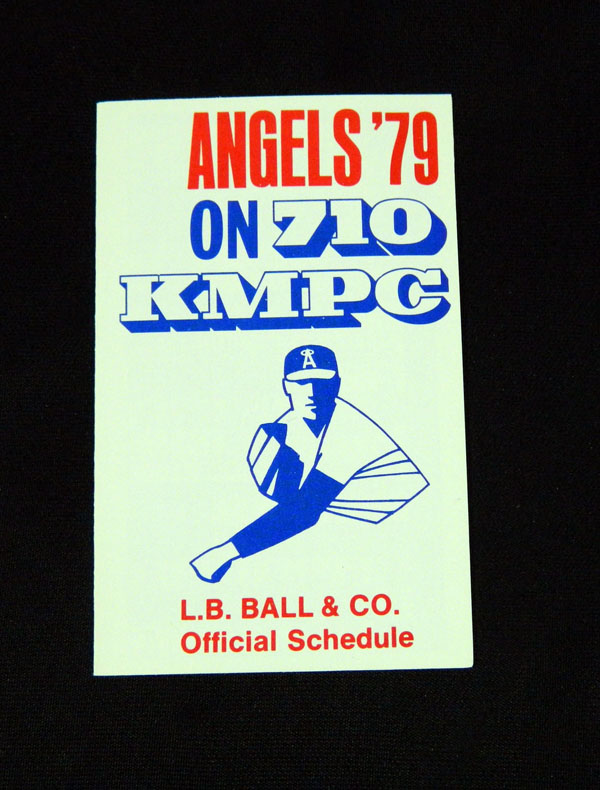 ANGELS '79
ON 710
KMPC
A
L.B. BALL & CO.
Official Schedule